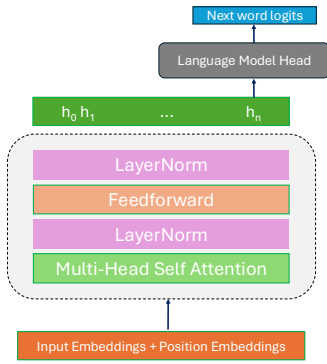 Next word logits
Language Model Head
h₀ h₁ ... hₙ
LayerNorm
Feedforward
LayerNorm
Multi-Head Self Attention
Input Embeddings + Position Embeddings